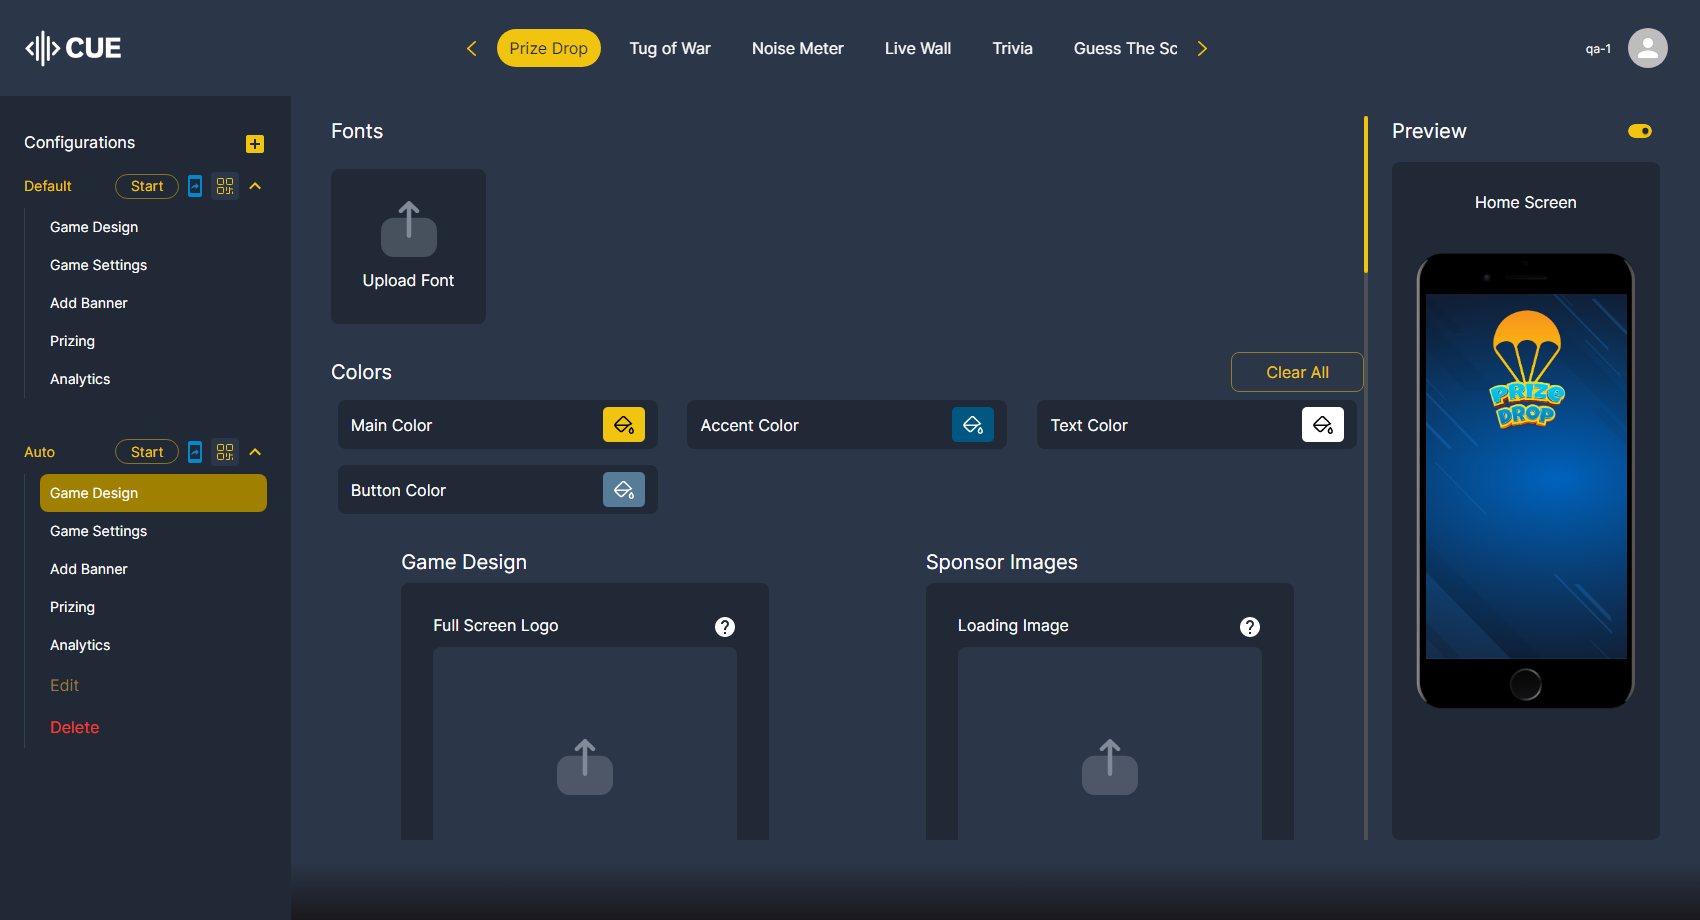 CUE
Prize Drop
Tug of War
Noise Meter
Live Wall
Trivia
Guess The Sc
qa-1
Configurations
Default
Start
Game Design
Game Settings
Add Banner
Prizing
Analytics
Auto
Start
Game Design
Game Settings
Add Banner
Prizing
Analytics
Edit
Delete
Fonts
Upload Font
Colors
Clear All
Main Color
Accent Color
Text Color
Button Color
Game Design
Full Screen Logo
?
Sponsor Images
Loading Image
?
Preview
Home Screen
PRIZE
DROP